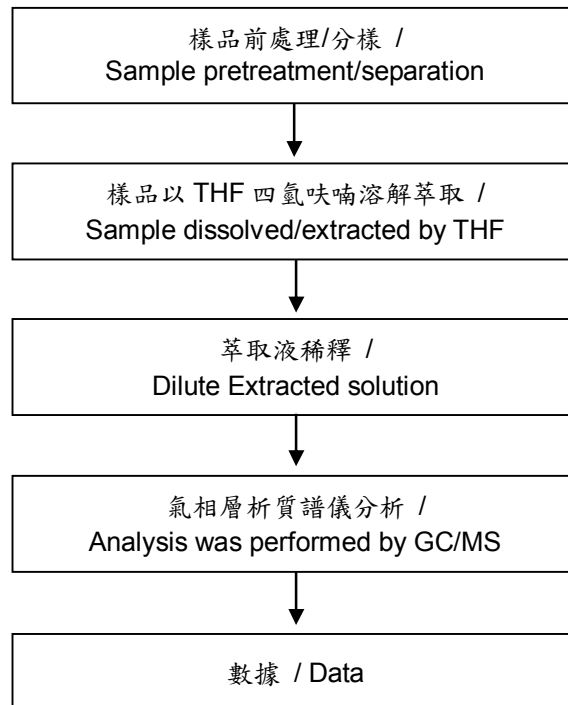 樣品前處理/分樣 /
Sample pretreatment/separation
樣品以 THF 四氫呋喃溶解萃取 /
Sample dissolved/extracted by THF
萃取液稀釋 /
Dilute Extracted solution
氣相層析質譜儀分析 /
Analysis was performed by GC/MS
數據 / Data